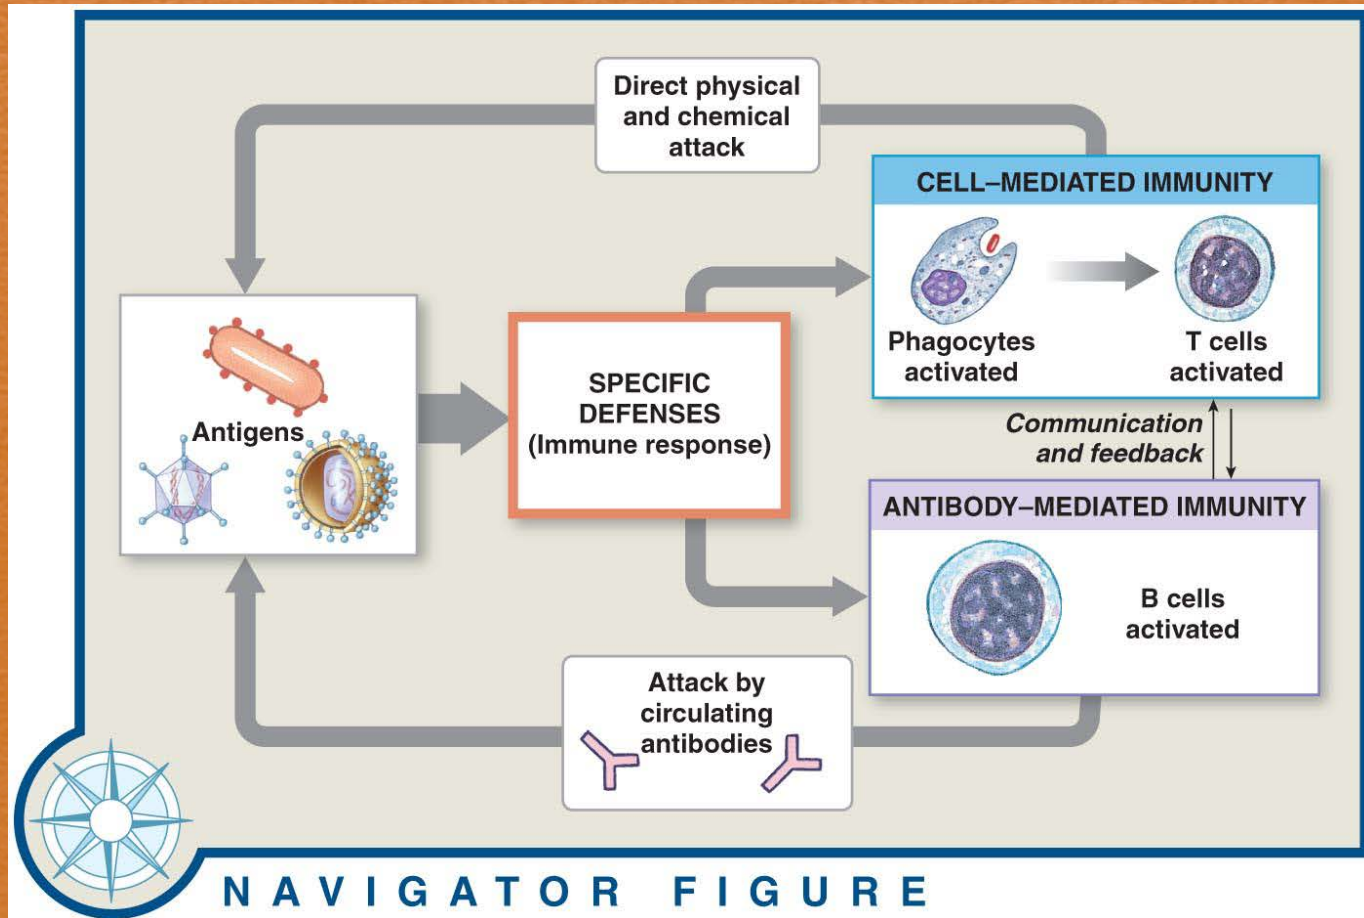 Direct physical
and chemical
attack
CELL–MEDIATED IMMUNITY
Phagocytes
activated
T cells
activated
Antigens
SPECIFIC
DEFENSES
(Immune response)
Communication
and feedback
ANTIBODY–MEDIATED IMMUNITY
B cells
activated
Attack by
circulating
antibodies
NAVIGATOR FIGURE